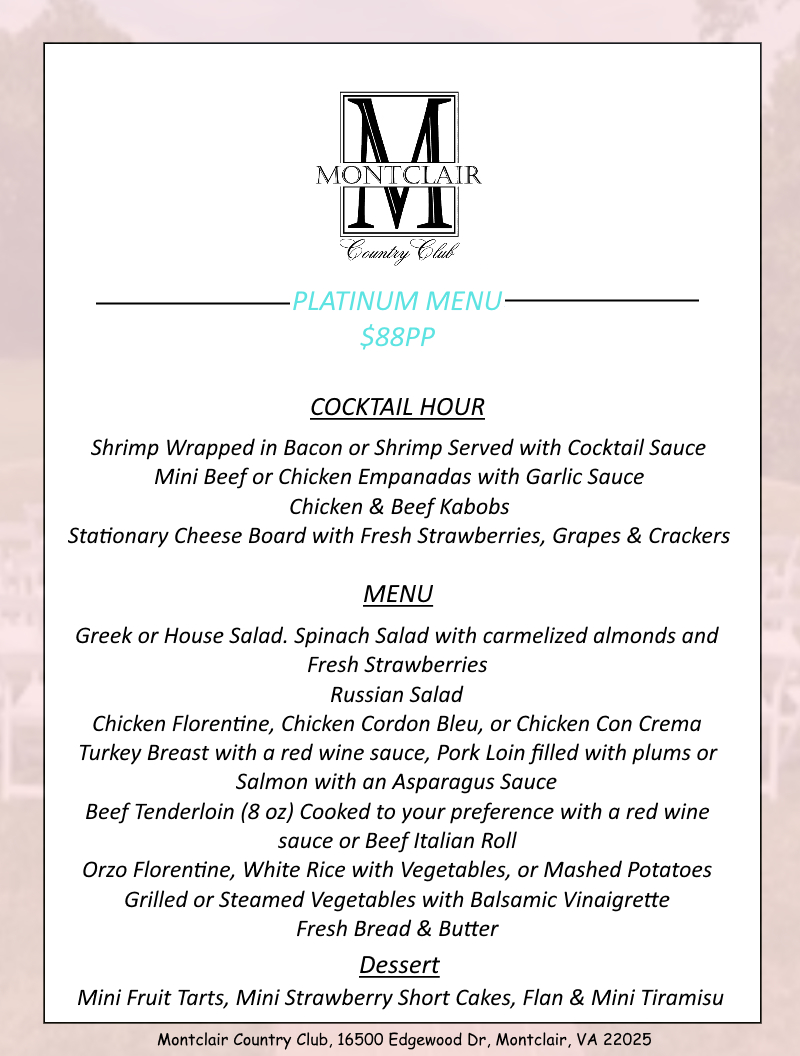 M
MONTCLAIR
Country Club
PLATINUM MENU
$88PP
COCKTAIL HOUR
Shrimp Wrapped in Bacon or Shrimp Served with Cocktail Sauce
Mini Beef or Chicken Empanadas with Garlic Sauce
Chicken & Beef Kabobs
Stationary Cheese Board with Fresh Strawberries, Grapes & Crackers
MENU
Greek or House Salad. Spinach Salad with carmelized almonds and
Fresh Strawberries
Russian Salad
Chicken Florentine, Chicken Cordon Bleu, or Chicken Con Crema
Turkey Breast with a red wine sauce, Pork Loin filled with plums or
Salmon with an Asparagus Sauce
Beef Tenderloin (8 oz) Cooked to your preference with a red wine
sauce or Beef Italian Roll
Orzo Florentine, White Rice with Vegetables, or Mashed Potatoes
Grilled or Steamed Vegetables with Balsamic Vinaigrette
Fresh Bread & Butter
Dessert
Mini Fruit Tarts, Mini Strawberry Short Cakes, Flan & Mini Tiramisu
Montclair Country Club, 16500 Edgewood Dr, Montclair, VA 22025